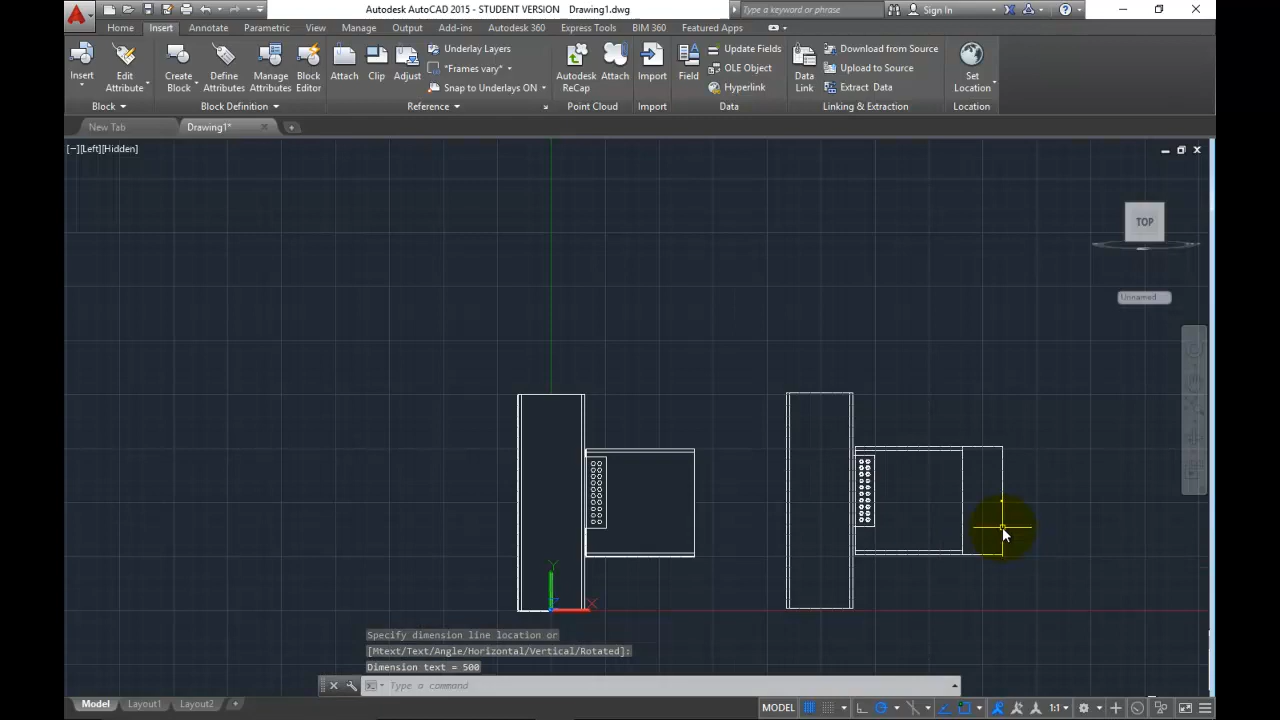 Autodesk AutoCAD 2015 - STUDENT VERSION Drawing1.dwg
Type a keyword or phrase
Sign In
Home Insert Annotate Parametric View Manage Output Add-ins Autodesk 360 Express Tools BIM 360 Featured Apps
Insert
Edit Attribute
Create Block
Define Attributes
Manage Attributes
Block Editor
Attach
Clip
Adjust
Underlay Layers
*Frames vary*
Snap to Underlays ON
Autodesk ReCap
Attach
Import
Field
Update Fields
OLE Object
Hyperlink
Data Link
Download from Source
Upload to Source
Extract Data
Set Location
Block Block Definition Reference Point Cloud Import Data Linking & Extraction Location
New Tab Drawing1*
[−][Left][Hidden]
TOP
Unnamed
Y
X
Specify dimension line location or
[Mtext/Text/Angle/Horizontal/Vertical/Rotated]:
Dimension text = 500
Type a command
Model Layout1 Layout2
MODEL 1:1